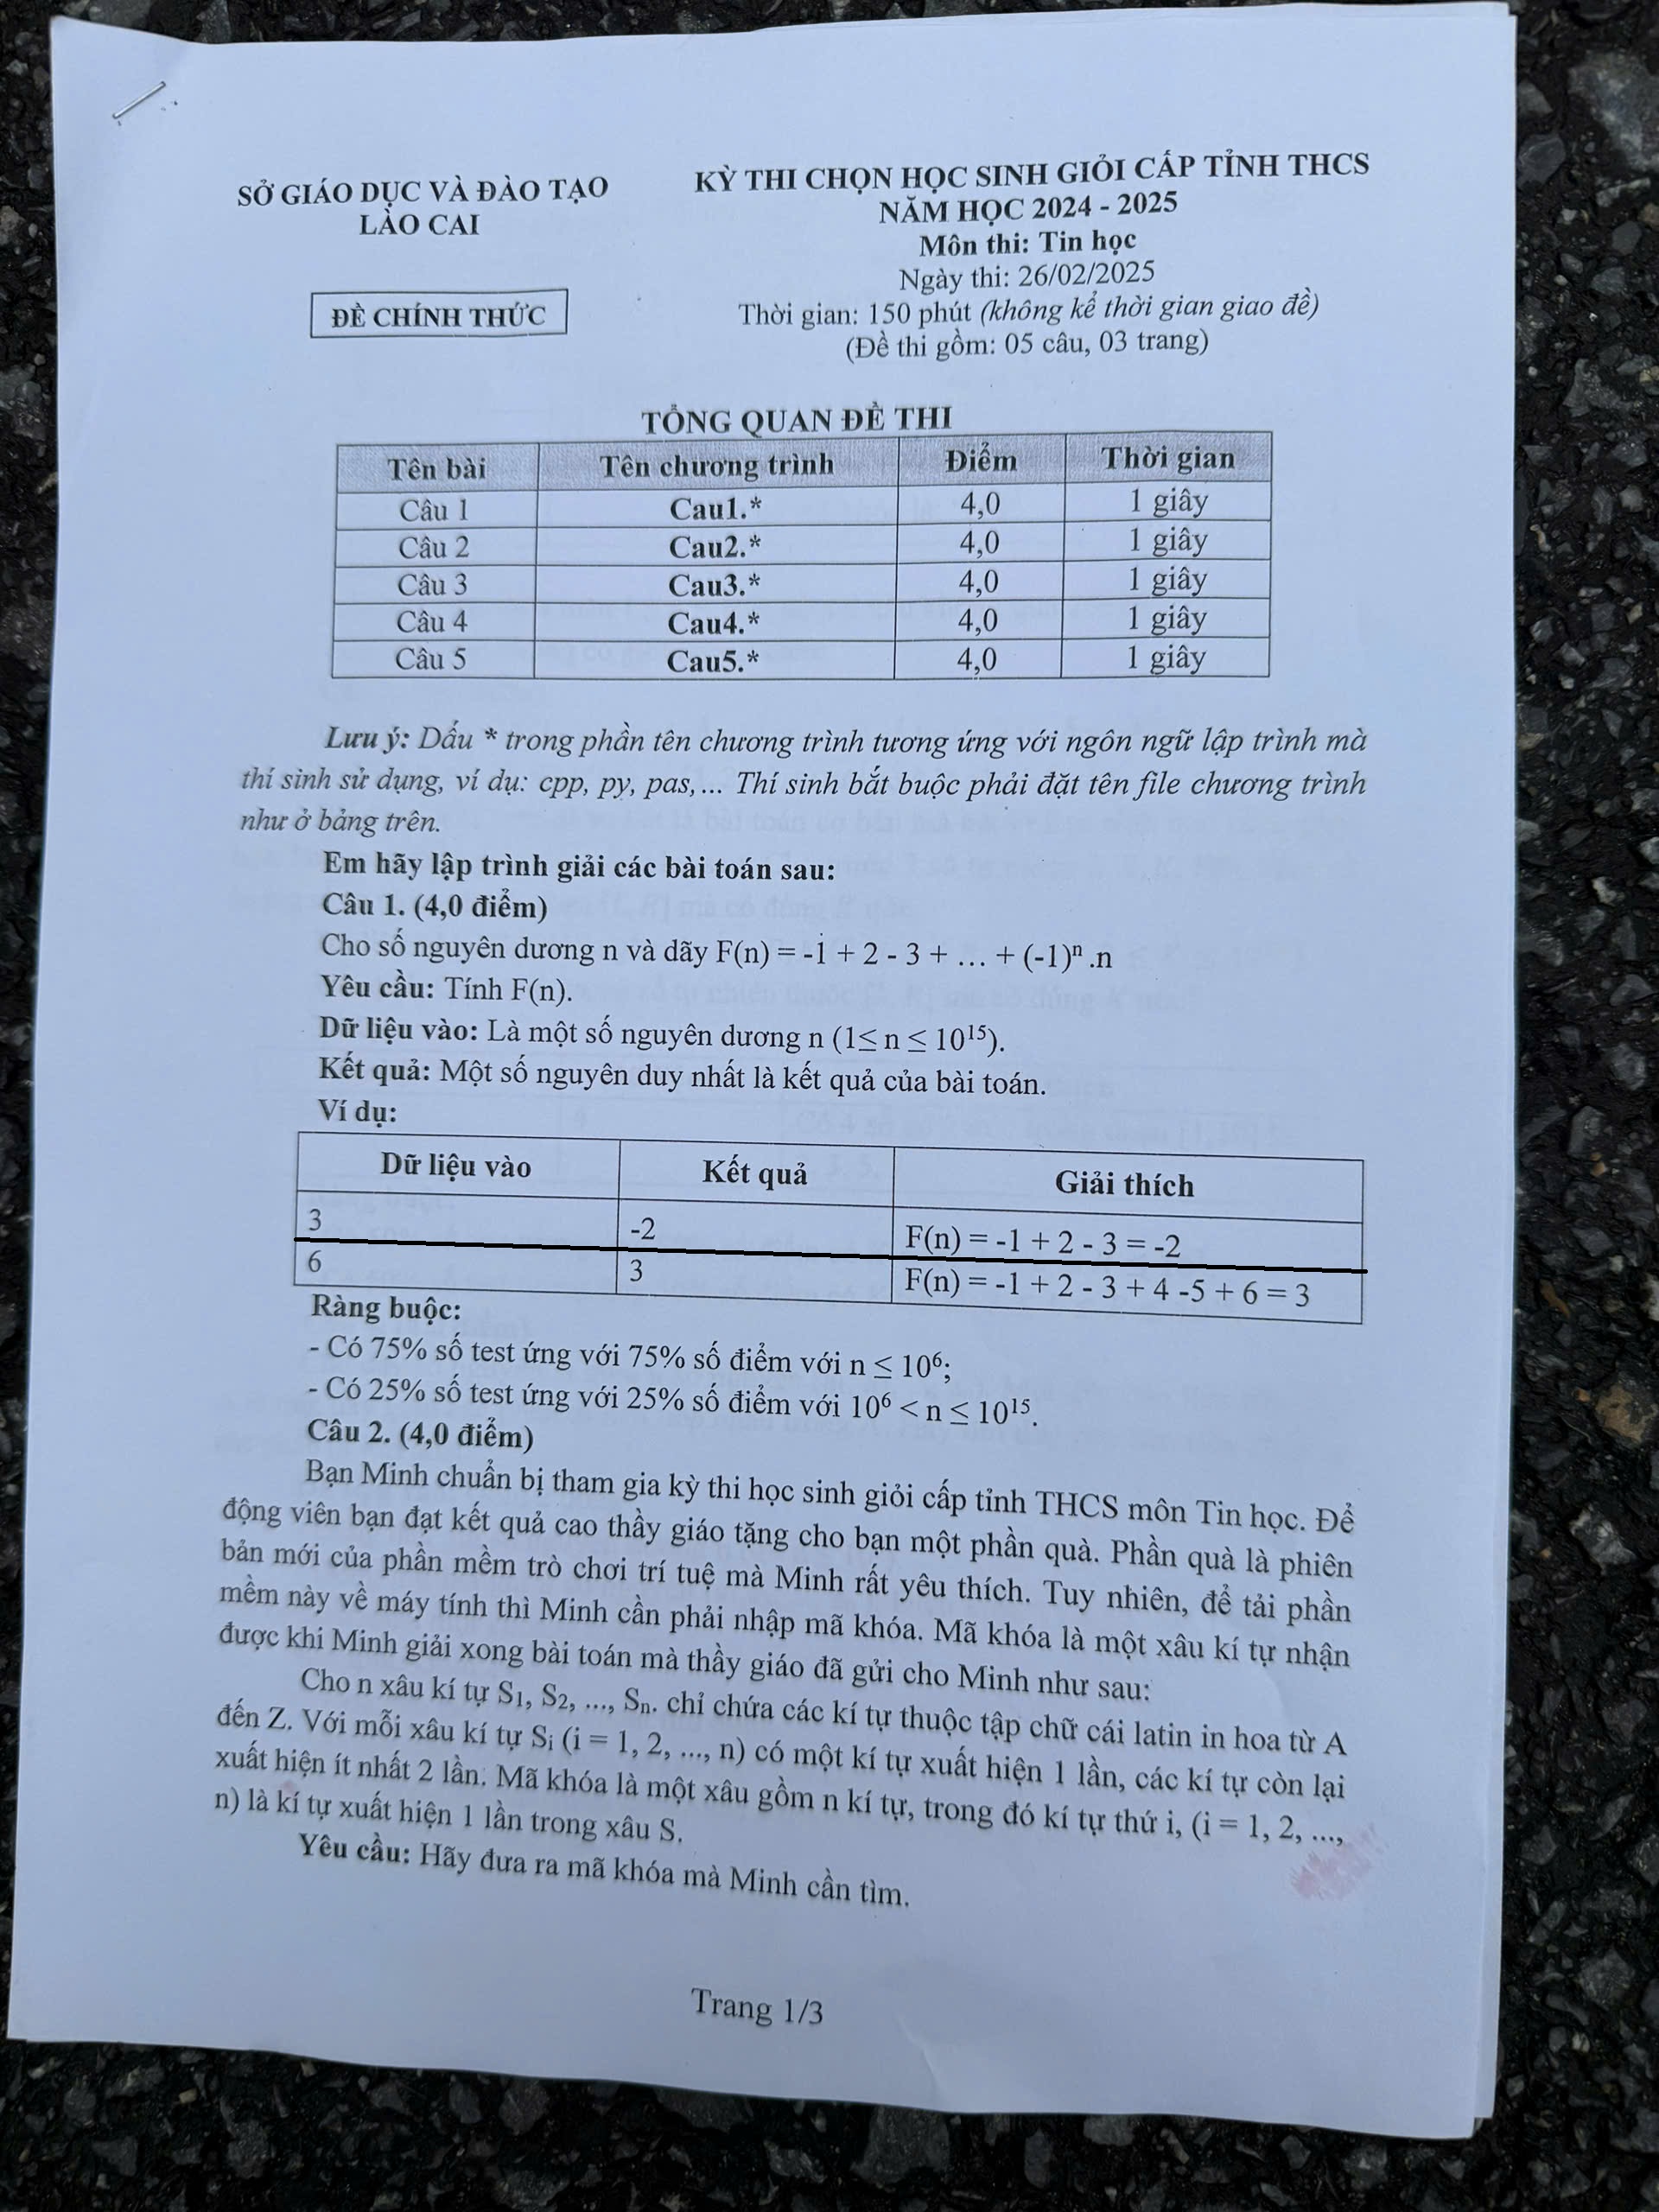 SỞ GIÁO DỤC VÀ ĐÀO TẠO
LÀO CAI
ĐỀ CHÍNH THỨC
KỲ THI CHỌN HỌC SINH GIỎI CẤP TỈNH THCS
NĂM HỌC 2024 - 2025
Môn thi: Tin học
Ngày thi: 26/02/2025
Thời gian: 150 phút (không kể thời gian giao đề)
(Đề thi gồm: 05 câu, 03 trang)
TỔNG QUAN ĐỀ THI
Tên bài Tên chương trình Điểm Thời gian
Câu 1 Cau1.* 4,0 1 giây
Câu 2 Cau2.* 4,0 1 giây
Câu 3 Cau3.* 4,0 1 giây
Câu 4 Cau4.* 4,0 1 giây
Câu 5 Cau5.* 4,0 1 giây
Lưu ý: Dấu * trong phần tên chương trình tương ứng với ngôn ngữ lập trình mà
thí sinh sử dụng, ví dụ: cpp, py, pas,... Thí sinh bắt buộc phải đặt tên file chương trình
như ở bảng trên.
Em hãy lập trình giải các bài toán sau:
Câu 1. (4,0 điểm)
Cho số nguyên dương n và dãy F(n) = -1 + 2 - 3 + … + (-1)ⁿ .n
Yêu cầu: Tính F(n).
Dữ liệu vào: Là một số nguyên dương n (1≤ n ≤ 10¹⁵).
Kết quả: Một số nguyên duy nhất là kết quả của bài toán.
Ví dụ:
Dữ liệu vào Kết quả Giải thích
3 -2 F(n) = -1 + 2 - 3 = -2
6 3 F(n) = -1 + 2 - 3 + 4 -5 + 6 = 3
Ràng buộc:
- Có 75% số test ứng với 75% số điểm với n ≤ 10⁶;
- Có 25% số test ứng với 25% số điểm với 10⁶ < n ≤ 10¹⁵.
Câu 2. (4,0 điểm)
Bạn Minh chuẩn bị tham gia kỳ thi học sinh giỏi cấp tỉnh THCS môn Tin học. Để
động viên bạn đạt kết quả cao thầy giáo tặng cho bạn một phần quà. Phần quà là phiên
bản mới của phần mềm trò chơi trí tuệ mà Minh rất yêu thích. Tuy nhiên, để tải phần
mềm này về máy tính thì Minh cần phải nhập mã khóa. Mã khóa là một xâu kí tự nhận
được khi Minh giải xong bài toán mà thầy giáo đã gửi cho Minh như sau:
Cho n xâu kí tự S₁, S₂, ..., Sₙ. chỉ chứa các kí tự thuộc tập chữ cái latin in hoa từ A
đến Z. Với mỗi xâu kí tự Sᵢ (i = 1, 2, ..., n) có một kí tự xuất hiện 1 lần, các kí tự còn lại
xuất hiện ít nhất 2 lần. Mã khóa là một xâu gồm n kí tự, trong đó kí tự thứ i, (i = 1, 2, ...,
n) là kí tự xuất hiện 1 lần trong xâu S.
Yêu cầu: Hãy đưa ra mã khóa mà Minh cần tìm.
Trang 1/3